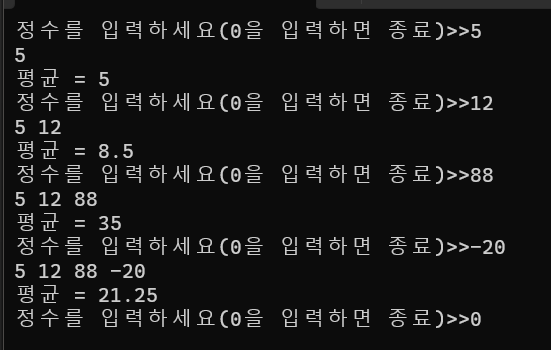 정수를 입력하세요(0을 입력하면 종료)>>5
5
평균 = 5
정수를 입력하세요(0을 입력하면 종료)>>12
5 12
평균 = 8.5
정수를 입력하세요(0을 입력하면 종료)>>88
5 12 88
평균 = 35
정수를 입력하세요(0을 입력하면 종료)>>-20
5 12 88 -20
평균 = 21.25
정수를 입력하세요(0을 입력하면 종료)>>0